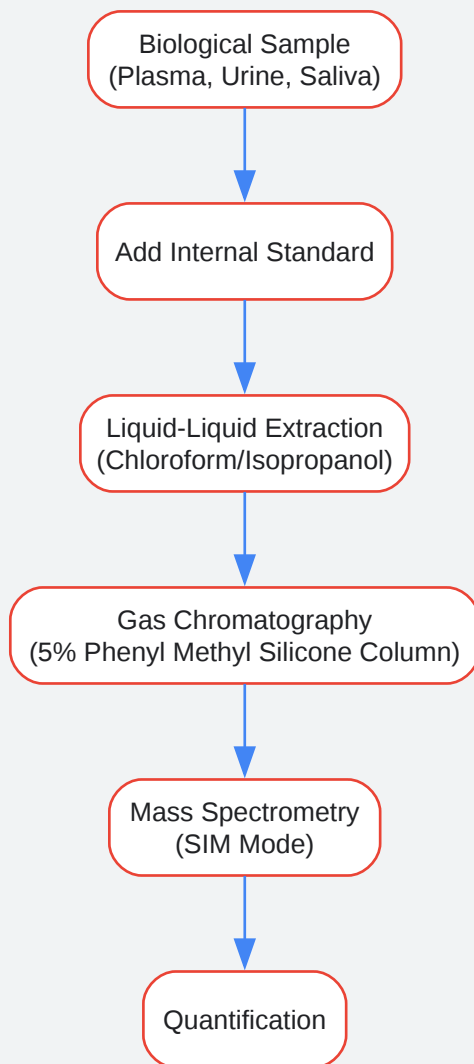 Biological Sample
(Plasma, Urine, Saliva)
Add Internal Standard
Liquid-Liquid Extraction
(Chloroform/Isopropanol)
Gas Chromatography
(5% Phenyl Methyl Silicone Column)
Mass Spectrometry
(SIM Mode)
Quantification